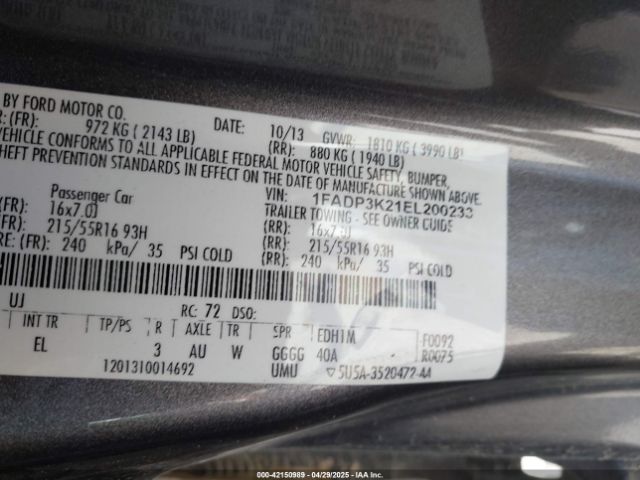 BY FORD MOTOR CO. DATE: 10/13 GVWR: 1810 KG ( 3990 LB)
(FR): 972 KG ( 2143 LB) (RR): 880 KG ( 1940 LB)
VEHICLE CONFORMS TO ALL APPLICABLE FEDERAL MOTOR VEHICLE SAFETY, BUMPER,
THEFT PREVENTION STANDARDS IN EFFECT ON THE DATE OF MANUFACTURE SHOWN ABOVE.
VIN: 1FADP3K21EL200233
Passenger Car TRAILER TOWING - SEE OWNER GUIDE
(FR): 16x7.0J (RR): 16x7.0J
(FR): 215/55R16 93H (RR): 215/55R16 93H
RE: (FR): 240 kPa/ 35 PSI COLD (RR): 240 kPa/ 35 PSI COLD
UJ RC: 72 DSO:
INT TR TP/PS R AXLE TR SPR EDH1M F0092
EL 3 AU W GGGG 40A R0075
1201310014692 UMU 5U5A-3520472-AA
00-42150989 - 04/29/2025 - IAAI.COM